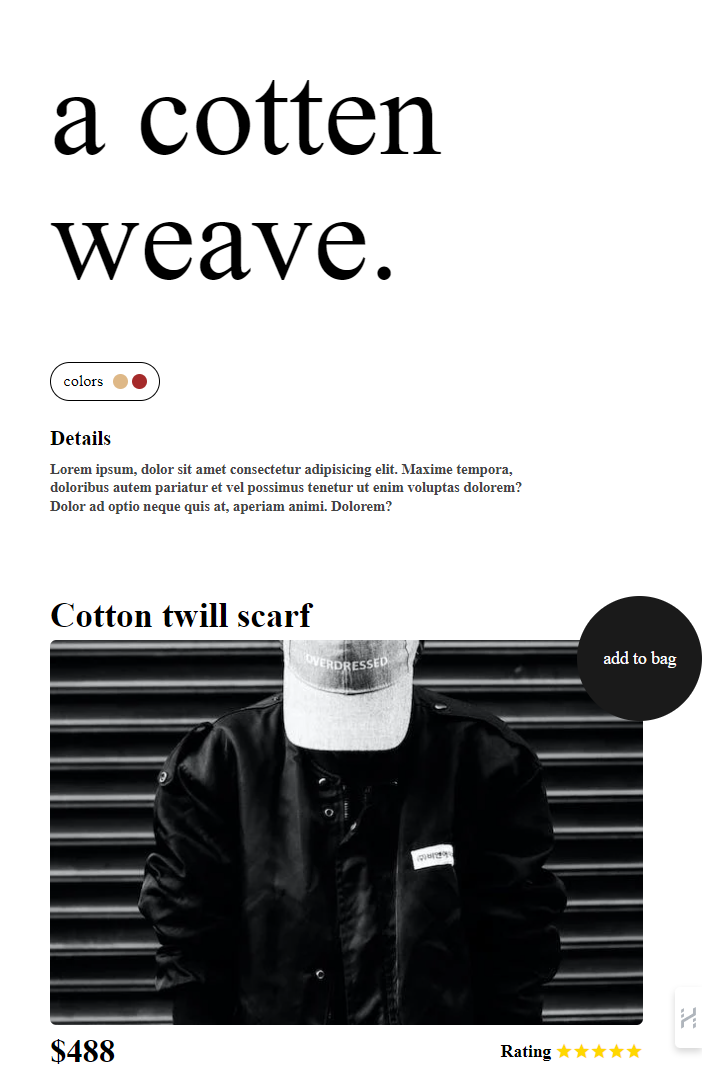 a cotten
weave.
colors
Details
Lorem ipsum, dolor sit amet consectetur adipisicing elit. Maxime tempora,
doloribus autem pariatur et vel possimus tenetur ut enim voluptas dolorem?
Dolor ad optio neque quis at, aperiam animi. Dolorem?
Cotton twill scarf
add to bag
OVERDRESSED
$488
Rating